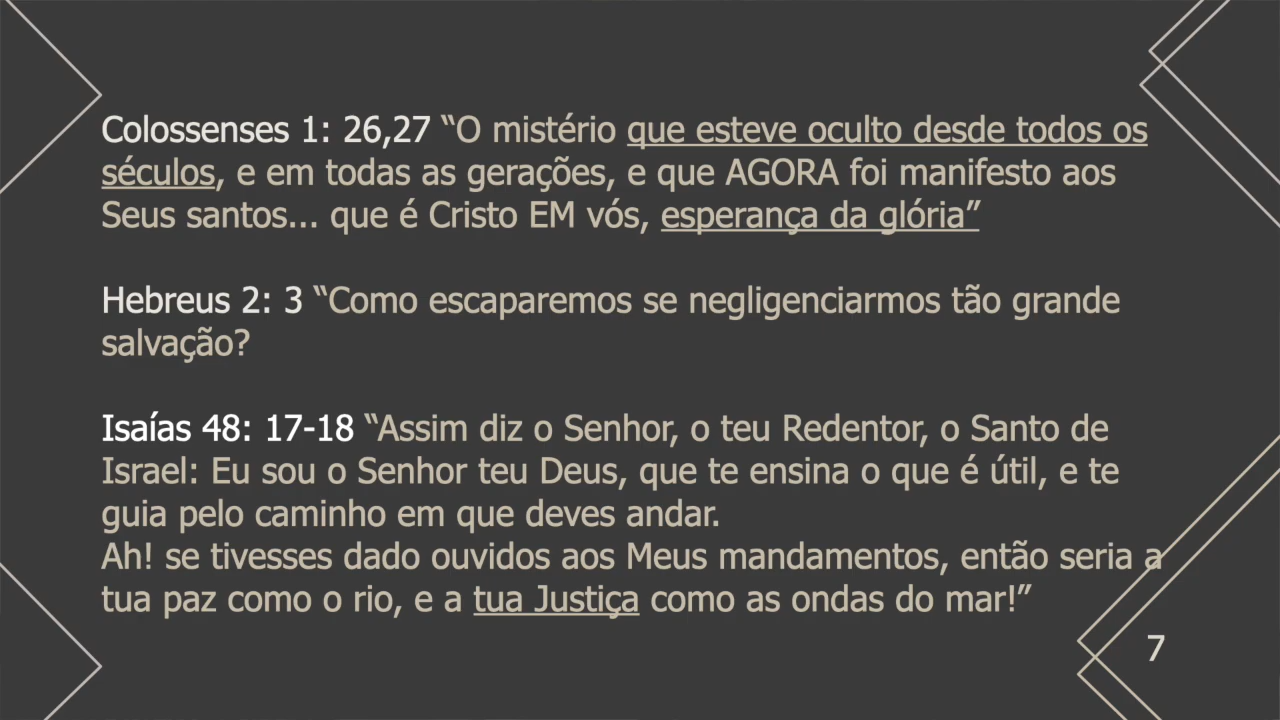 Colossenses 1: 26,27 “O mistério que esteve oculto desde todos os
séculos, e em todas as gerações, e que AGORA foi manifesto aos
Seus santos... que é Cristo EM vós, esperança da glória”
Hebreus 2: 3 “Como escaparemos se negligenciarmos tão grande
salvação?
Isaías 48: 17-18 “Assim diz o Senhor, o teu Redentor, o Santo de
Israel: Eu sou o Senhor teu Deus, que te ensina o que é útil, e te
guia pelo caminho em que deves andar.
Ah! se tivesses dado ouvidos aos Meus mandamentos, então seria a
tua paz como o rio, e a tua Justiça como as ondas do mar!”
7